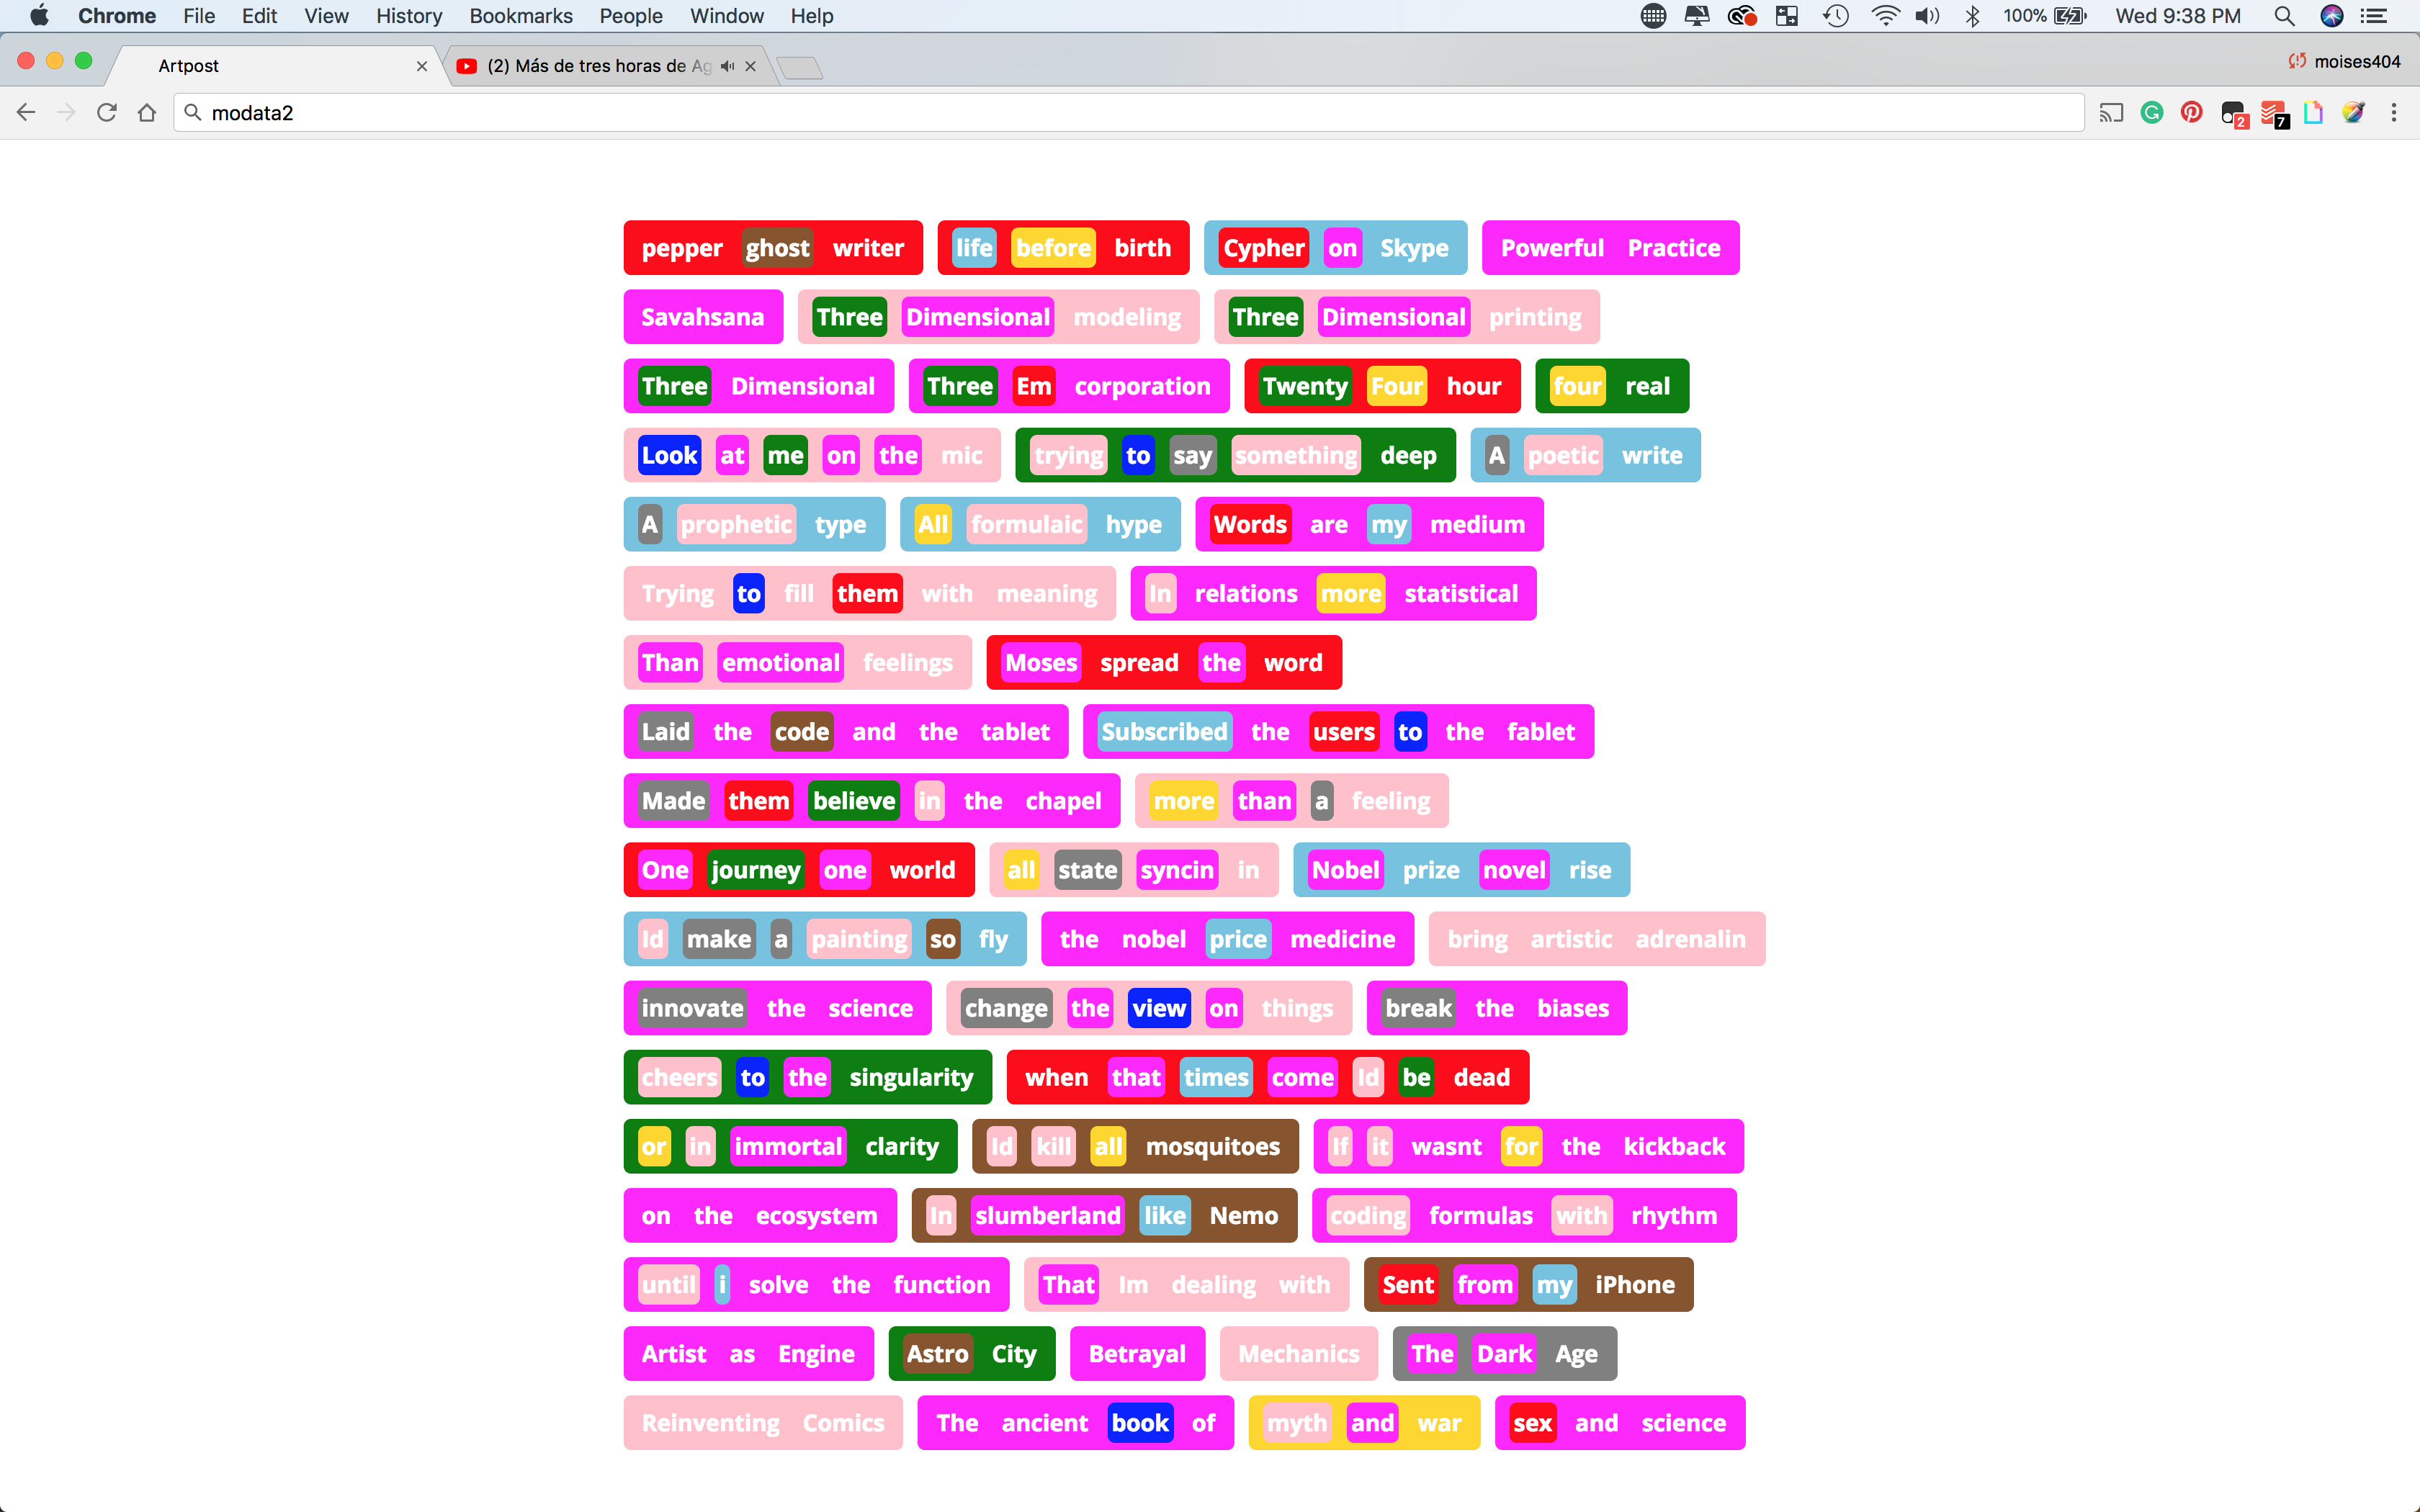 Chrome File Edit View History Bookmarks People Window Help 100% Wed 9:38 PM
Artpost (2) Más de tres horas de Ag moises404
modata2 2 7
pepper ghost writer life before birth Cypher on Skype Powerful Practice
Savahsana Three Dimensional modeling Three Dimensional printing
Three Dimensional Three Em corporation Twenty Four hour four real
Look at me on the mic trying to say something deep A poetic write
A prophetic type All formulaic hype Words are my medium
Trying to fill them with meaning In relations more statistical
Than emotional feelings Moses spread the word
Laid the code and the tablet Subscribed the users to the fablet
Made them believe in the chapel more than a feeling
One journey one world all state syncin in Nobel prize novel rise
Id make a painting so fly the nobel price medicine bring artistic adrenalin
innovate the science change the view on things break the biases
cheers to the singularity when that times come Id be dead
or in immortal clarity Id kill all mosquitoes If it wasnt for the kickback
on the ecosystem In slumberland like Nemo coding formulas with rhythm
until i solve the function That Im dealing with Sent from my iPhone
Artist as Engine Astro City Betrayal Mechanics The Dark Age
Reinventing Comics The ancient book of myth and war sex and science